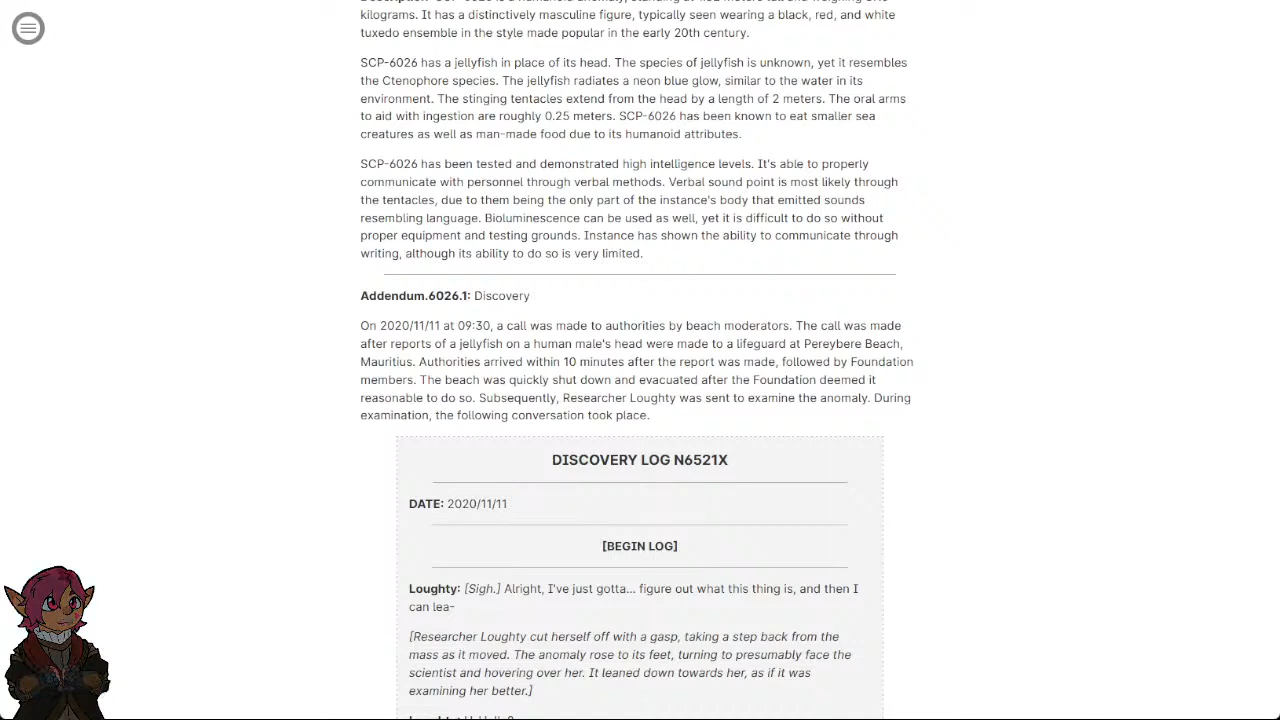 kilograms. It has a distinctively masculine figure, typically seen wearing a black, red, and white
tuxedo ensemble in the style made popular in the early 20th century.
SCP-6026 has a jellyfish in place of its head. The species of jellyfish is unknown, yet it resembles
the Ctenophore species. The jellyfish radiates a neon blue glow, similar to the water in its
environment. The stinging tentacles extend from the head by a length of 2 meters. The oral arms
to aid with ingestion are roughly 0.25 meters. SCP-6026 has been known to eat smaller sea
creatures as well as man-made food due to its humanoid attributes.
SCP-6026 has been tested and demonstrated high intelligence levels. It's able to properly
communicate with personnel through verbal methods. Verbal sound point is most likely through
the tentacles, due to them being the only part of the instance's body that emitted sounds
resembling language. Bioluminescence can be used as well, yet it is difficult to do so without
proper equipment and testing grounds. Instance has shown the ability to communicate through
writing, although its ability to do so is very limited.
Addendum.6026.1: Discovery
On 2020/11/11 at 09:30, a call was made to authorities by beach moderators. The call was made
after reports of a jellyfish on a human male's head were made to a lifeguard at Pereybere Beach,
Mauritius. Authorities arrived within 10 minutes after the report was made, followed by Foundation
members. The beach was quickly shut down and evacuated after the Foundation deemed it
reasonable to do so. Subsequently, Researcher Loughty was sent to examine the anomaly. During
examination, the following conversation took place.
DISCOVERY LOG N6521X
DATE: 2020/11/11
[BEGIN LOG]
Loughty: [Sigh.] Alright, I've just gotta... figure out what this thing is, and then I
can lea-
[Researcher Loughty cut herself off with a gasp, taking a step back from the
mass as it moved. The anomaly rose to its feet, turning to presumably face the
scientist and hovering over her. It leaned down towards her, as if it was
examining her better.]